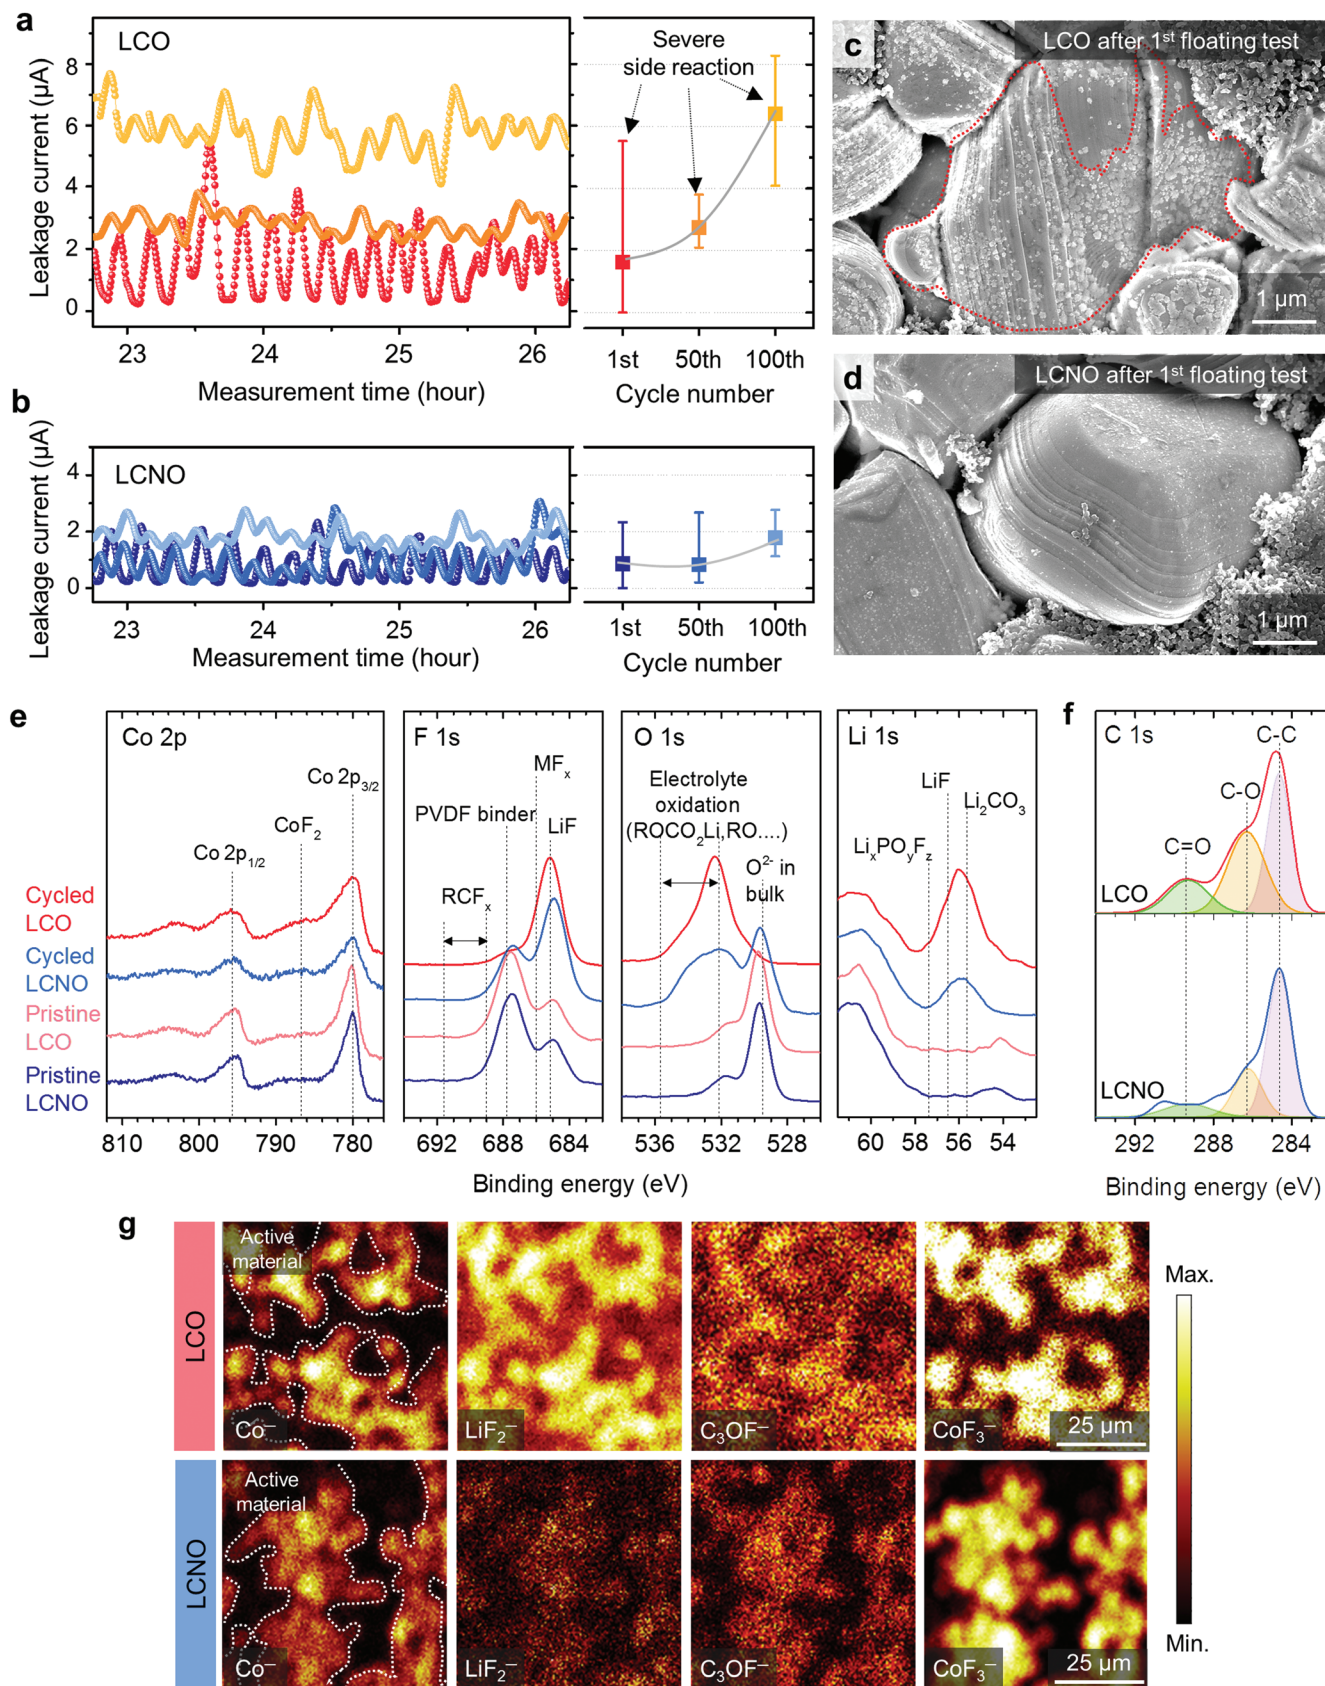 a
LCO
Leakage current (µA)
8
6
4
2
0
23
24
25
26
Measurement time (hour)
Severe
side reaction
1st
50th
100th
Cycle number
b
LCNO
Leakage current (µA)
4
2
0
23
24
25
26
Measurement time (hour)
1st
50th
100th
Cycle number
c
LCO after 1st floating test
1 µm
d
LCNO after 1st floating test
1 µm
e
Co 2p
Co 2p3/2
CoF2
Co 2p1/2
Cycled
LCO
Cycled
LCNO
Pristine
LCO
Pristine
LCNO
810
800
790
780
F 1s
MFx
PVDF binder
LiF
RCFx
692
688
684
O 1s
Electrolyte
oxidation
(ROCO2Li,RO....)
O2- in
bulk
536
532
528
Li 1s
LiF
Li2CO3
LixPOyFz
60
58
56
54
Binding energy (eV)
f
C 1s
C-C
C-O
C=O
LCO
LCNO
292
288
284
Binding energy (eV)
g
LCO
Active
material
Co–
LiF2–
C3OF–
CoF3–
25 µm
LCNO
Active
material
Co–
LiF2–
C3OF–
CoF3–
25 µm
Max.
Min.